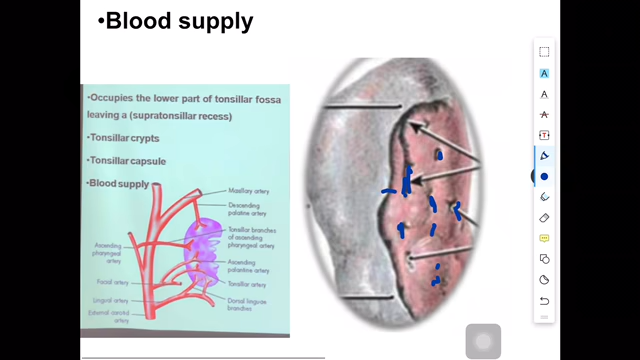 •Blood supply
•Occupies the lower part of tonsillar fossa
leaving a (supratonsillar recess)
•Tonsillar crypts
•Tonsillar capsule
•Blood supply
Maxillary artery
Descending
palatine artery
Tonsillar branches
of ascending
pharyngeal artery
Ascending
pharyngeal
artery
Ascending
palantine artery
Facial artery
Tonsillar artery
Lingual artery
Dorsal linguae
branches
External carotid
artery
A
A
A
T